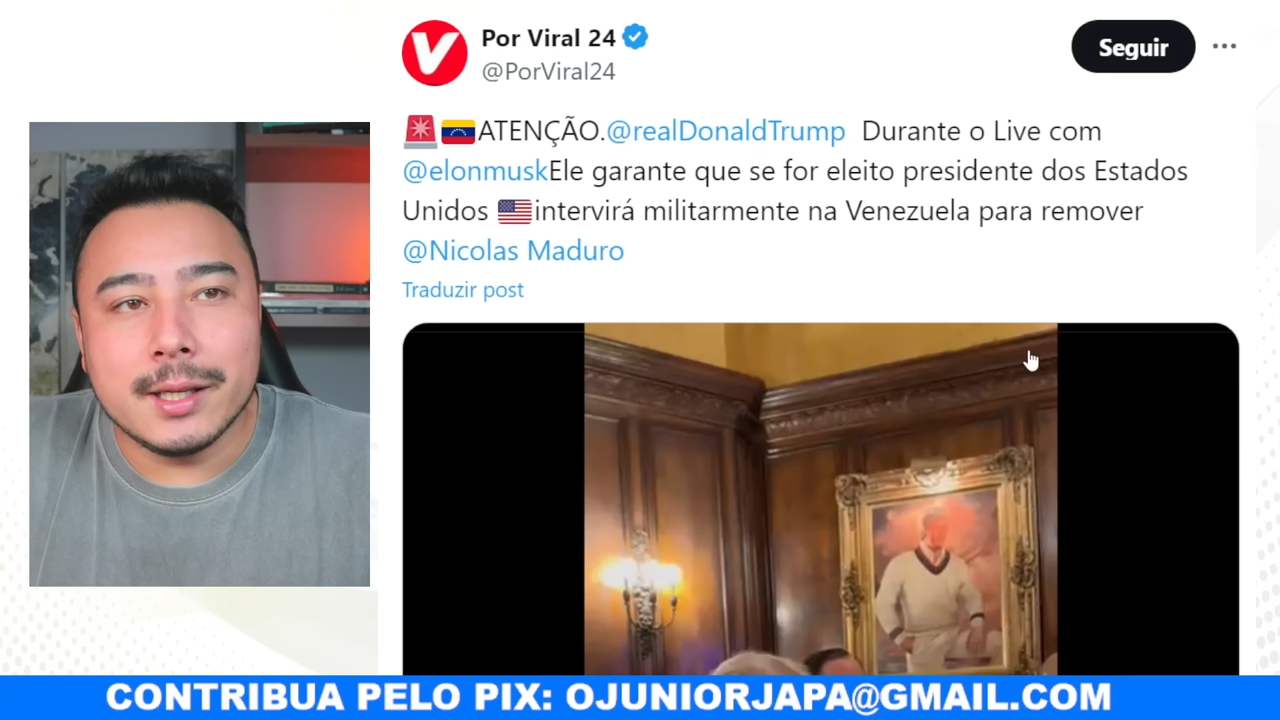 Por Viral 24
@PorViral24
Seguir
ATENÇÃO.@realDonaldTrump Durante o Live com
@elonmuskEle garante que se for eleito presidente dos Estados
Unidos 🇺🇸intervirá militarmente na Venezuela para remover
@Nicolas Maduro
Traduzir post
CONTRIBUA PELO PIX: OJUNIORJAPA@GMAIL.COM